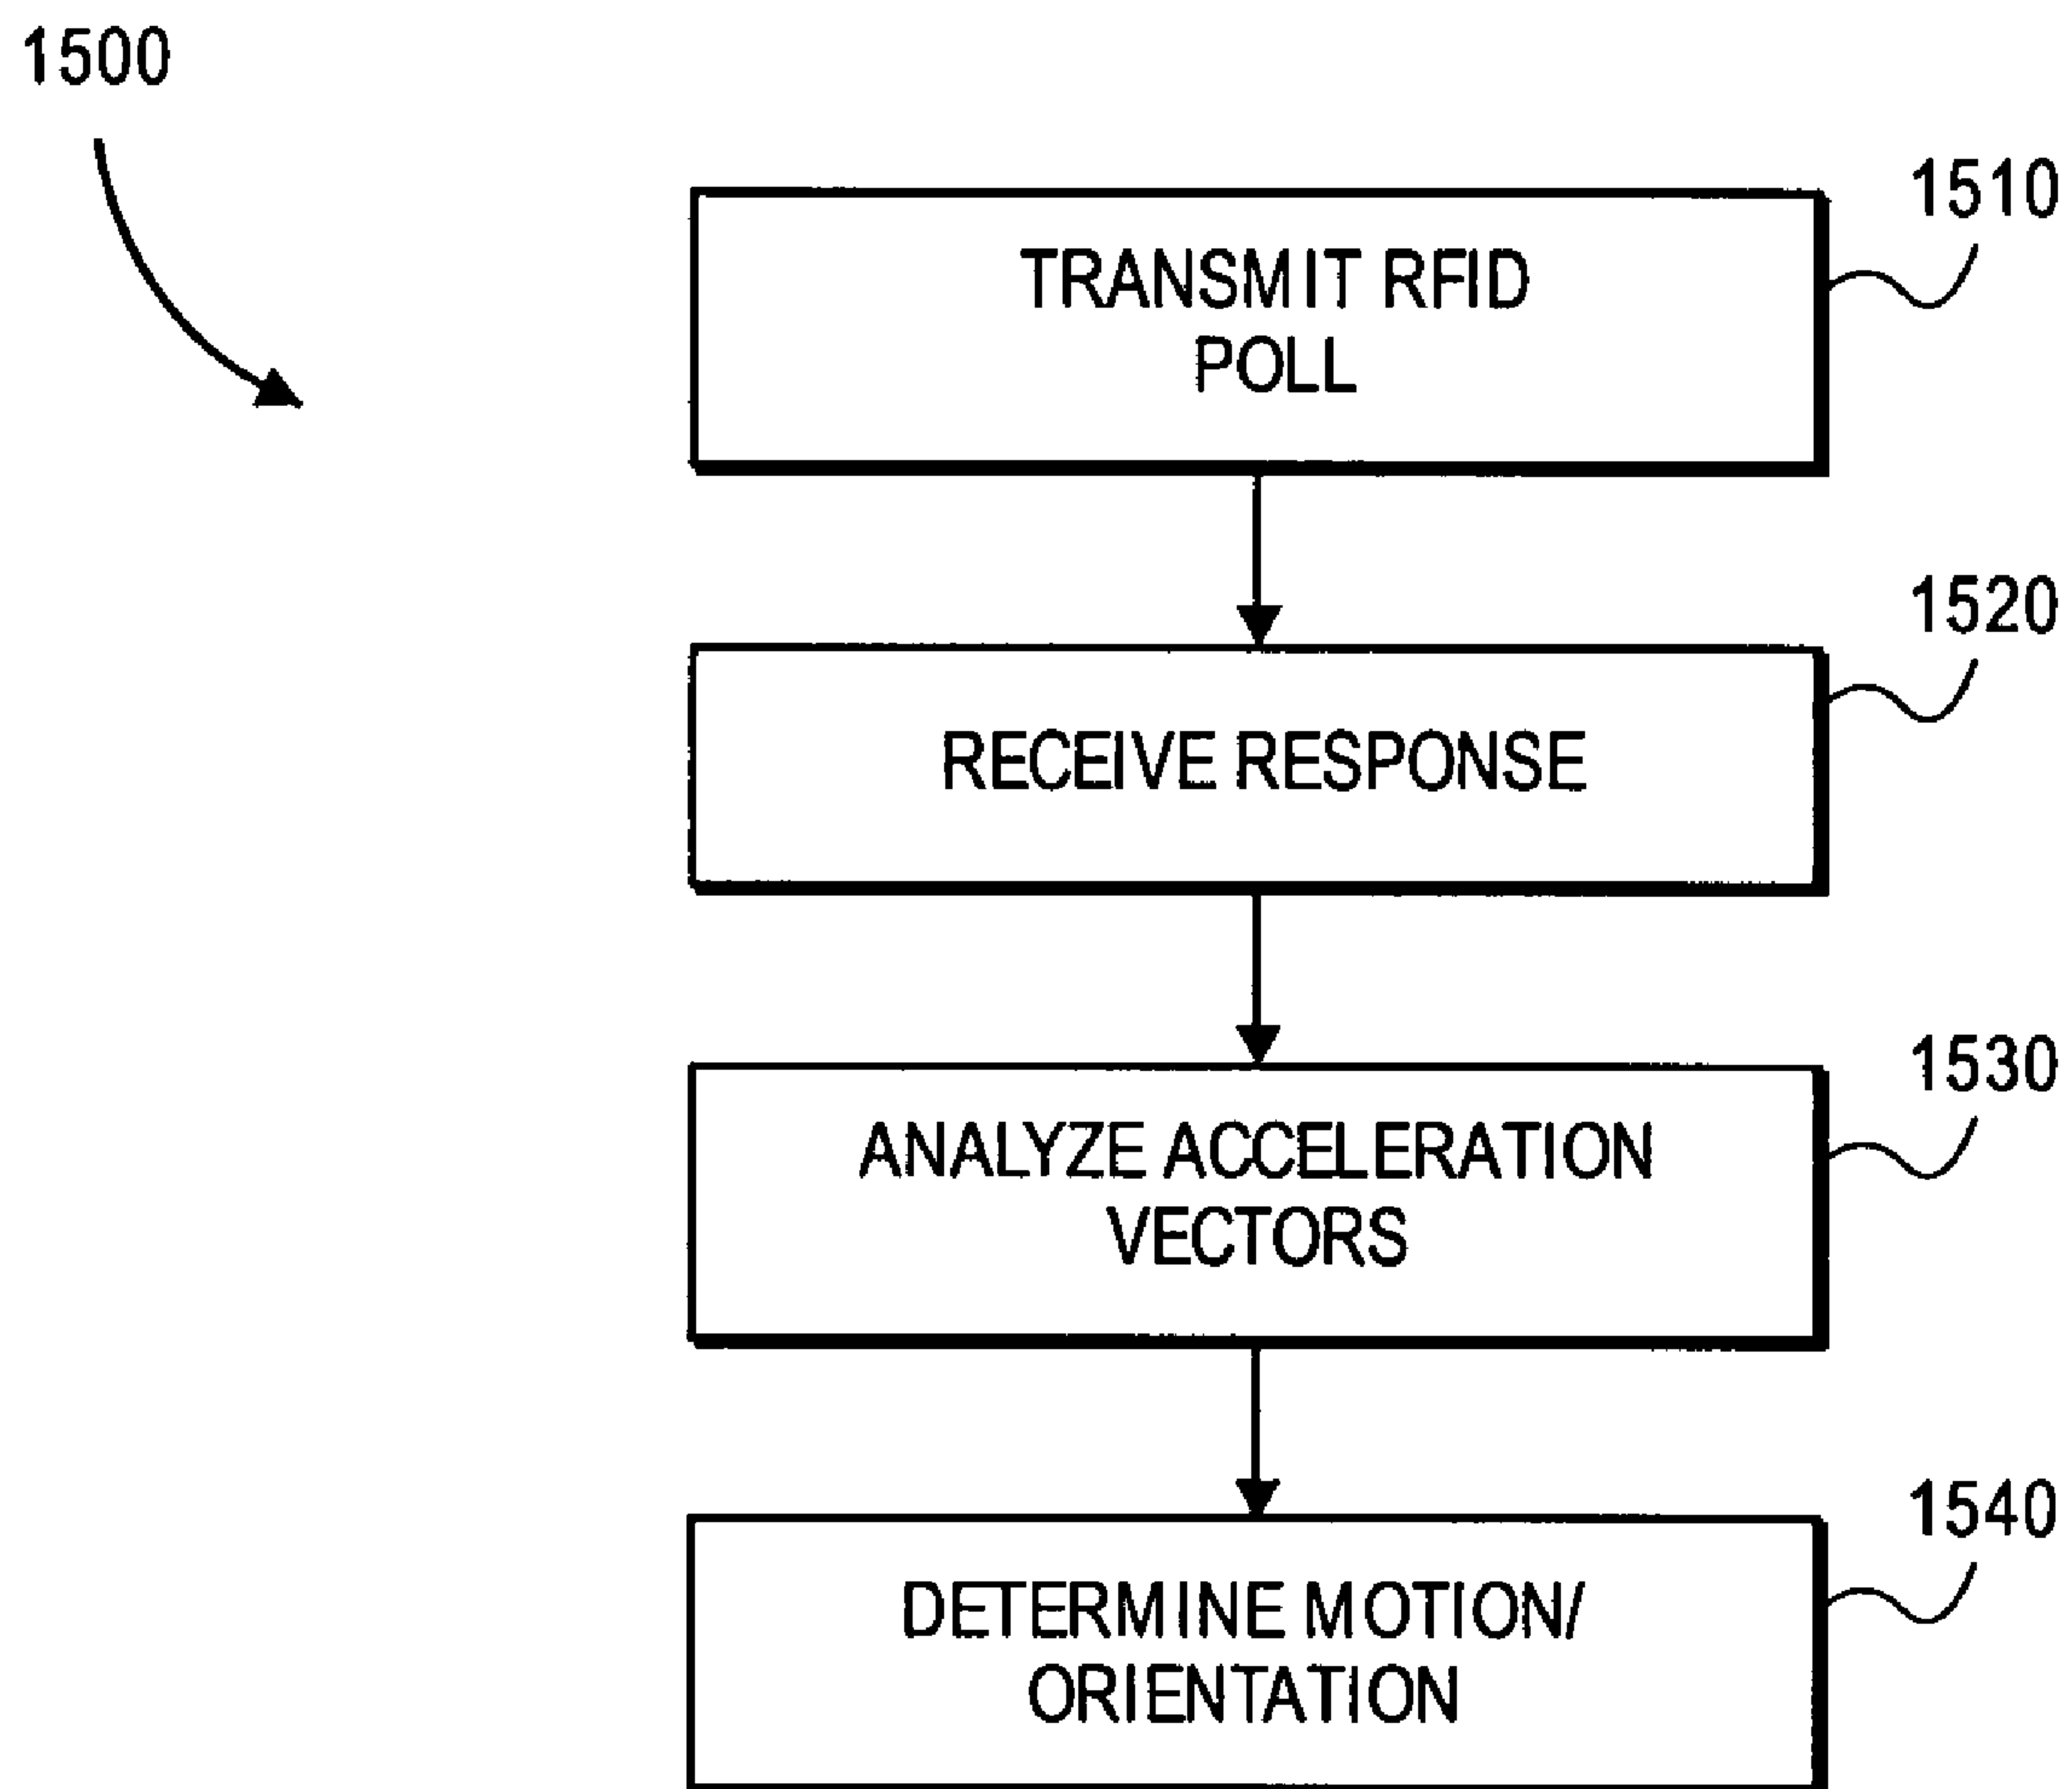 1500
1510
TRANSMIT RFID
POLL
1520
RECEIVE RESPONSE
1530
ANALYZE ACCELERATION
VECTORS
1540
DETERMINE MOTION/
ORIENTATION